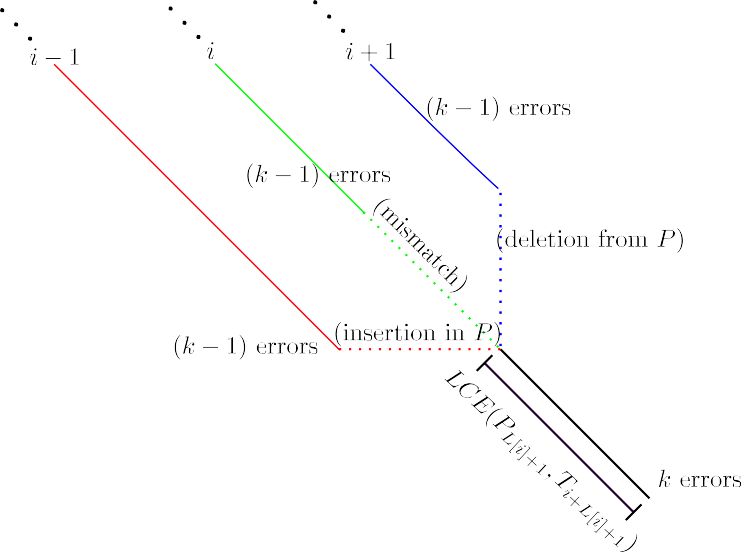 i − 1
i
i + 1
(k − 1) errors
(k − 1) errors
(mismatch)
(deletion from P)
(insertion in P)
(k − 1) errors
LCE(P_{L[i]+1}, T_{i+L[i]+1})
k errors